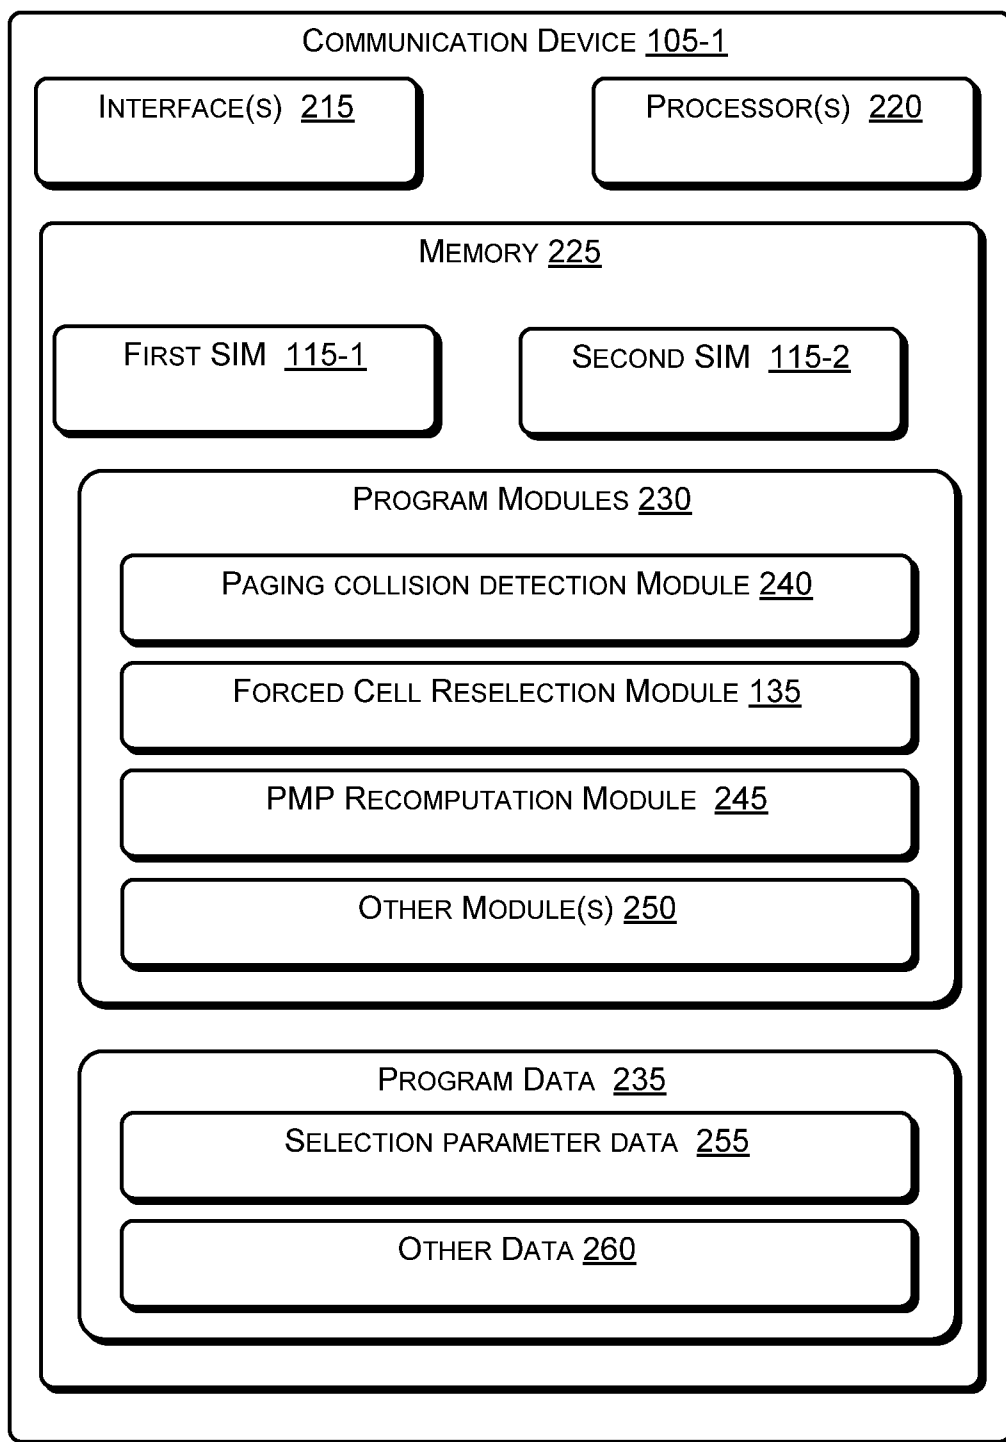 Communication Device 105-1
Interface(s) 215
Processor(s) 220
Memory 225
First SIM 115-1
Second SIM 115-2
Program Modules 230
Paging collision detection Module 240
Forced Cell Reselection Module 135
PMP Recomputation Module 245
Other Module(s) 250
Program Data 235
Selection parameter data 255
Other Data 260